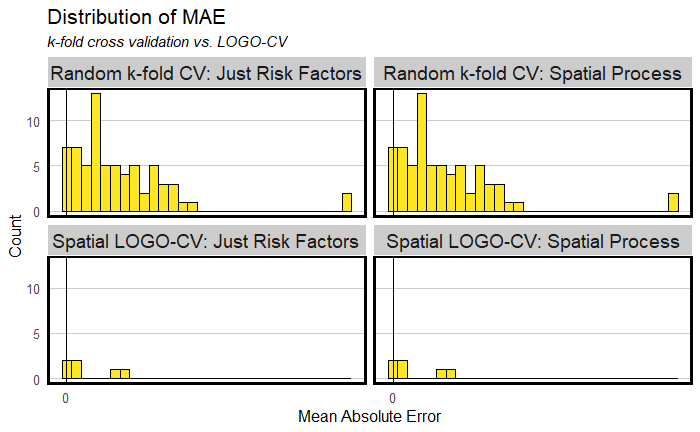 Distribution of MAE
k-fold cross validation vs. LOGO-CV
Random k-fold CV: Just Risk Factors
Random k-fold CV: Spatial Process
10
5
0
Spatial LOGO-CV: Just Risk Factors
Spatial LOGO-CV: Spatial Process
10
5
0
Count
0
0
Mean Absolute Error